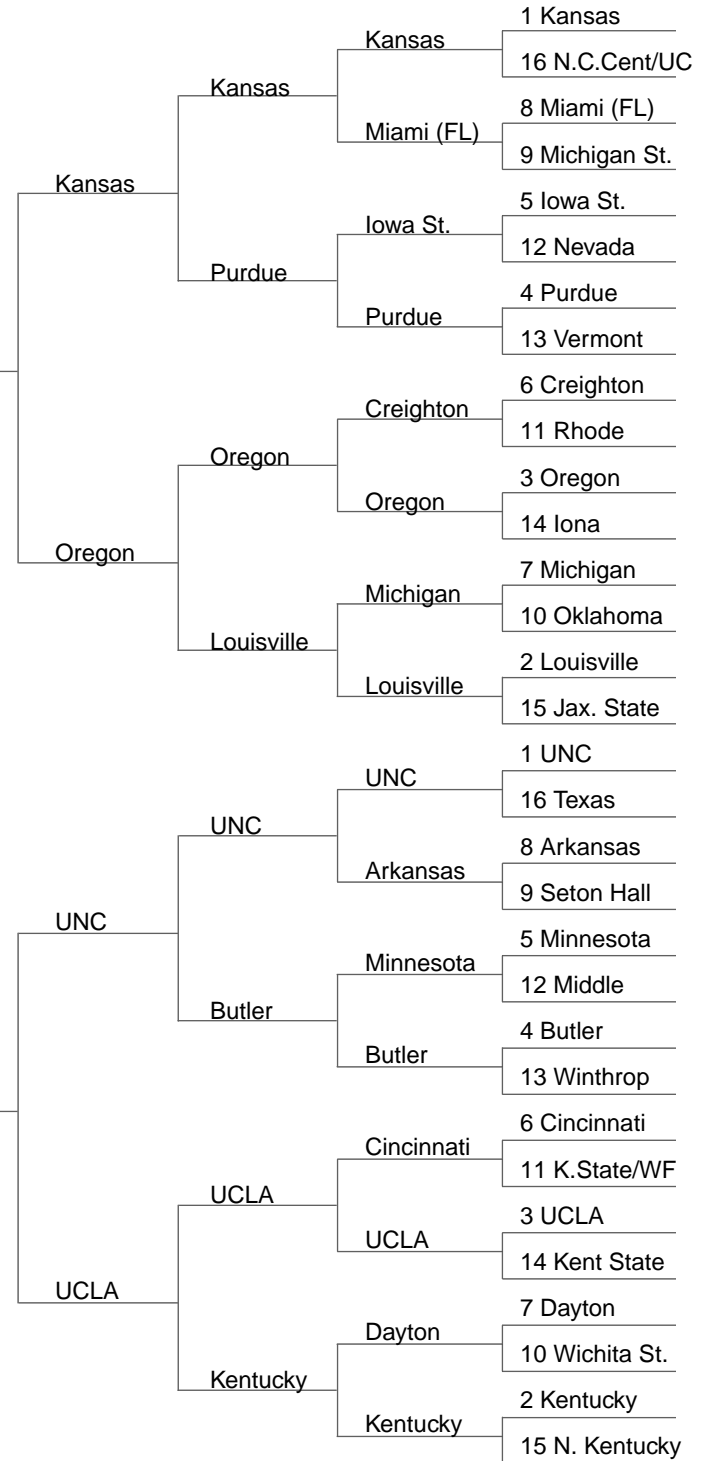 1 Kansas
Kansas
16 N.C.Cent/UC
Kansas
8 Miami (FL)
Miami (FL)
9 Michigan St.
Kansas
5 Iowa St.
Iowa St.
12 Nevada
Purdue
4 Purdue
Purdue
13 Vermont
6 Creighton
Creighton
11 Rhode
Oregon
3 Oregon
Oregon
14 Iona
Oregon
7 Michigan
Michigan
10 Oklahoma
Louisville
2 Louisville
Louisville
15 Jax. State
1 UNC
UNC
16 Texas
UNC
8 Arkansas
Arkansas
9 Seton Hall
UNC
5 Minnesota
Minnesota
12 Middle
Butler
4 Butler
Butler
13 Winthrop
6 Cincinnati
Cincinnati
11 K.State/WF
UCLA
3 UCLA
UCLA
14 Kent State
UCLA
7 Dayton
Dayton
10 Wichita St.
Kentucky
2 Kentucky
Kentucky
15 N. Kentucky